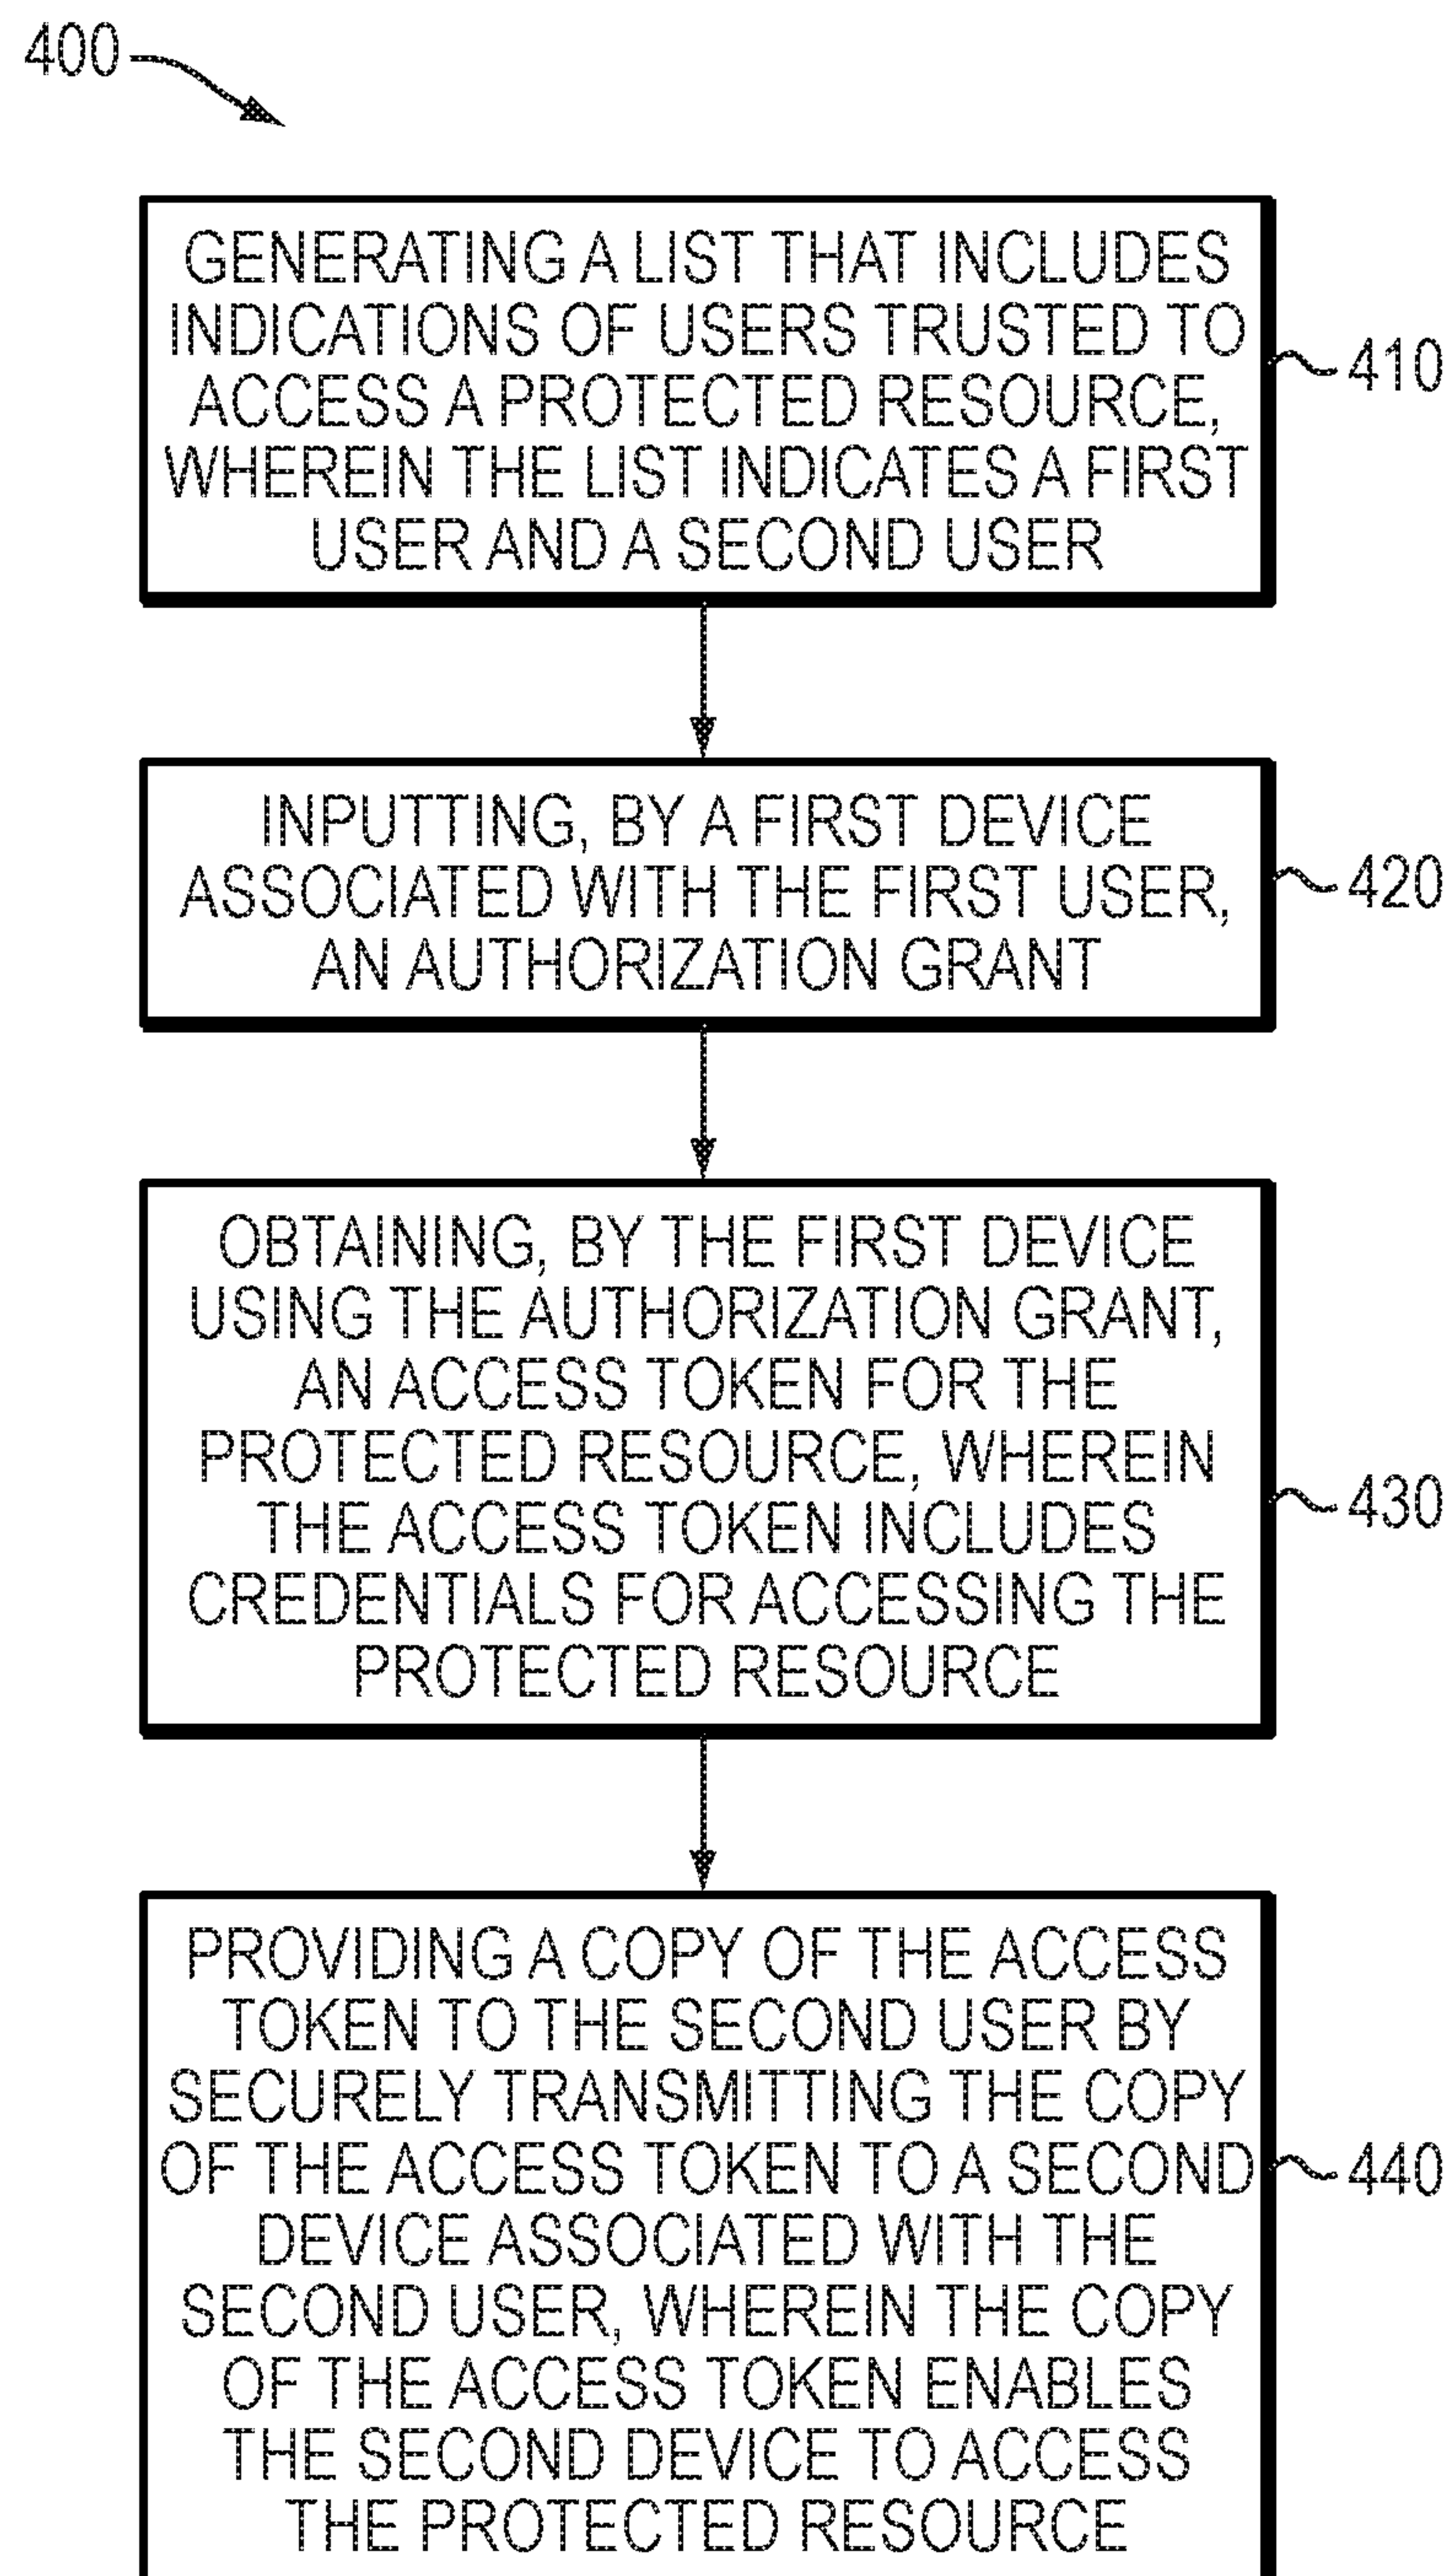 400
GENERATING A LIST THAT INCLUDES
INDICATIONS OF USERS TRUSTED TO
ACCESS A PROTECTED RESOURCE,
WHEREIN THE LIST INDICATES A FIRST
USER AND A SECOND USER
410
INPUTTING, BY A FIRST DEVICE
ASSOCIATED WITH THE FIRST USER,
AN AUTHORIZATION GRANT
420
OBTAINING, BY THE FIRST DEVICE
USING THE AUTHORIZATION GRANT,
AN ACCESS TOKEN FOR THE
PROTECTED RESOURCE, WHEREIN
THE ACCESS TOKEN INCLUDES
CREDENTIALS FOR ACCESSING THE
PROTECTED RESOURCE
430
PROVIDING A COPY OF THE ACCESS
TOKEN TO THE SECOND USER BY
SECURELY TRANSMITTING THE COPY
OF THE ACCESS TOKEN TO A SECOND
DEVICE ASSOCIATED WITH THE
SECOND USER, WHEREIN THE COPY
OF THE ACCESS TOKEN ENABLES
THE SECOND DEVICE TO ACCESS
THE PROTECTED RESOURCE
440